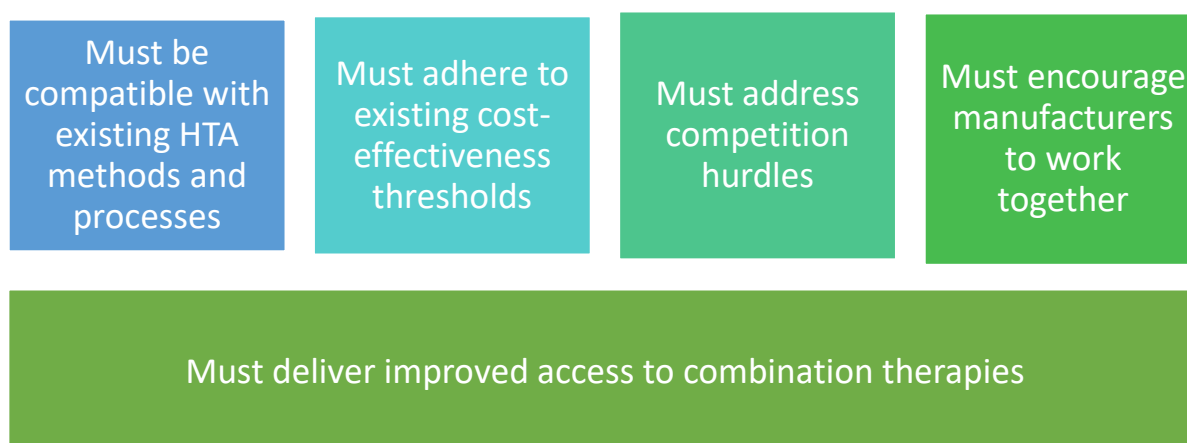 Must be
compatible with
existing HTA
methods and
processes
Must adhere to
existing cost-
effectiveness
thresholds
Must address
competition
hurdles
Must encourage
manufacturers
to work
together
Must deliver improved access to combination therapies